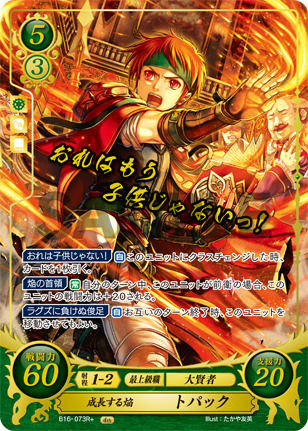 5
3
おれはもう
子供じゃないっ!
おれは子供じゃない! 自 このユニットにクラスチェンジした時、
カードを1枚引く。
焔の首領 常 自分のターン中、このユニットが前衛の場合、この
ユニットの戦闘力は+20される。
ラグズに負けぬ俊足 自 お互いのターン終了時、このユニットを
移動させてもよい。
戦闘力 60
射程 1-2 最上級職 大賢者
支援力 20
成長する焔 トパック
B16-073R+ Illust:たかや友英